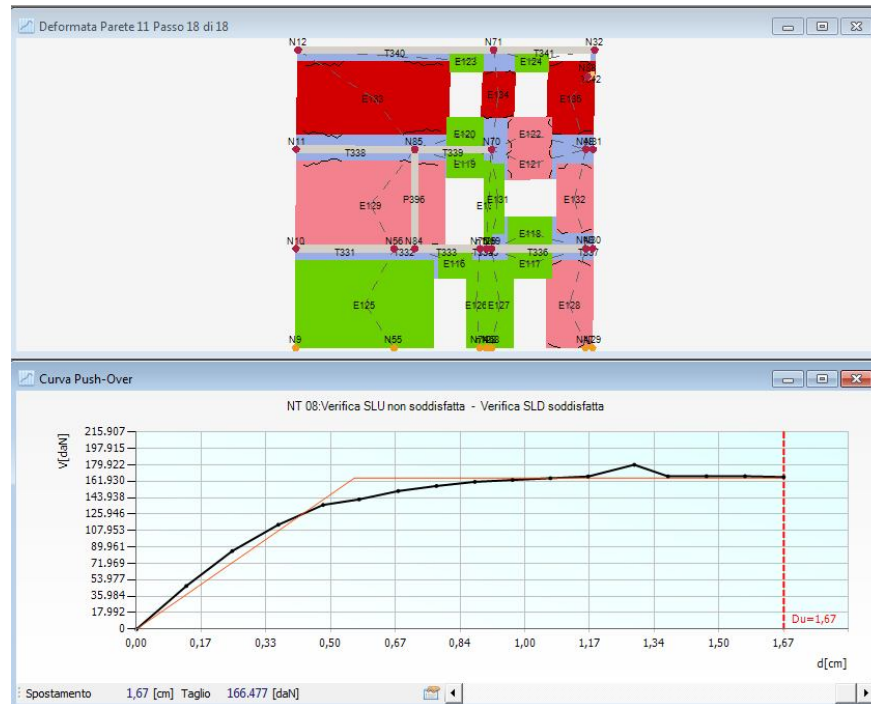 Deformata Parete 11 Passo 18 di 18
N12 N71 N32
T340 T341
E123 E124
E133 E134 E135
E120 E122
N11 N85 N70
T338 T339
E119 E121
P396 E131
E129 E132
E118
N10 N56 N84
T331 T332 T333 T336
E116 E117
E125 E126 E127 E128
N9 N55
Curva Push-Over
NT 08:Verifica SLU non soddisfatta - Verifica SLD soddisfatta
V[daN]
215.907
197.915
179.922
161.930
143.938
125.946
107.953
89.961
71.969
53.977
35.984
17.992
0
Du=1,67
0,00 0,17 0,33 0,50 0,67 0,84 1,00 1,17 1,34 1,50 1,67
d[cm]
Spostamento 1,67 [cm] Taglio 166.477 [daN]